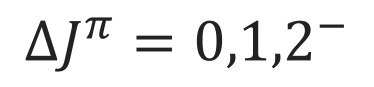 ΔJ^π = 0,1,2⁻